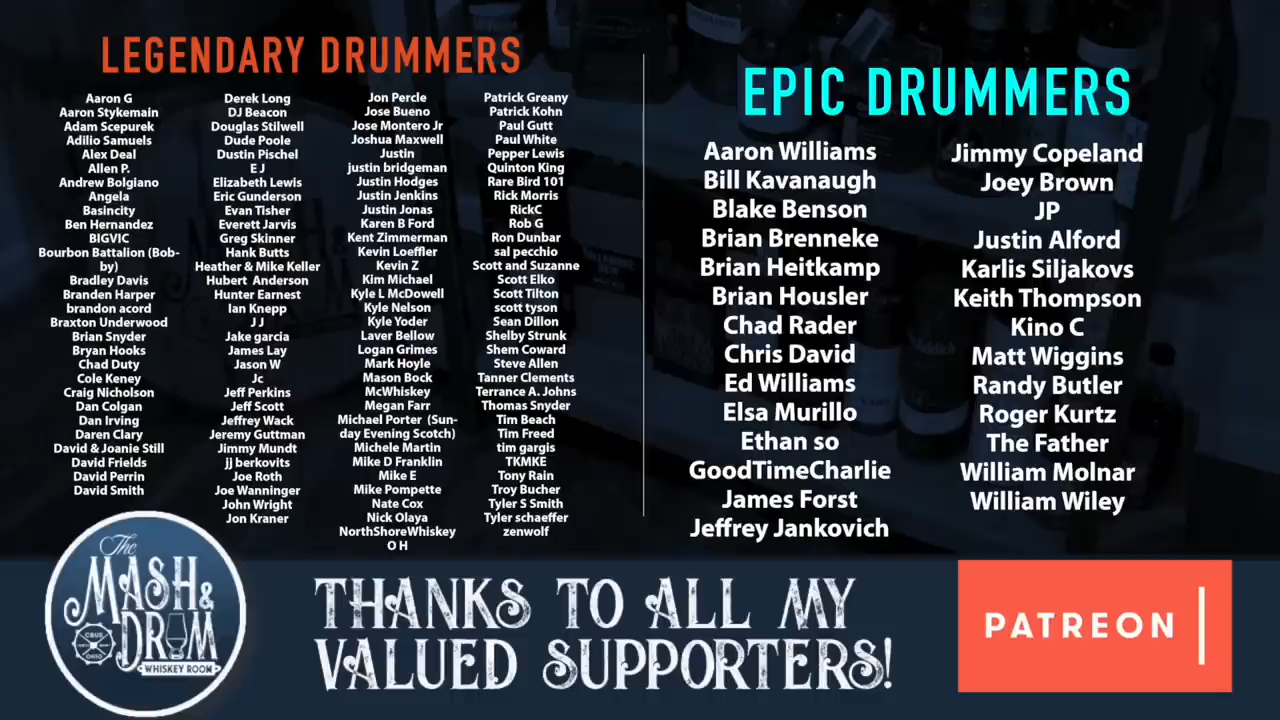 LEGENDARY DRUMMERS
Aaron G
Aaron Stykemain
Adam Scepurek
Adilio Samuels
Alex Deal
Allen P.
Andrew Bolgiano
Angela
Basincity
Ben Hernandez
BIGVIC
Bourbon Battalion (Bob-
by)
Bradley Davis
Branden Harper
brandon acord
Braxton Underwood
Brian Snyder
Bryan Hooks
Chad Duty
Cole Keney
Craig Nicholson
Dan Colgan
Dan Irving
Daren Clary
David & Joanie Still
David Frields
David Perrin
David Smith
Derek Long
DJ Beacon
Douglas Stilwell
Dude Poole
Dustin Pischel
E J
Elizabeth Lewis
Eric Gunderson
Evan Tisher
Everett Jarvis
Greg Skinner
Hank Butts
Heather & Mike Keller
Hubert Anderson
Hunter Earnest
Ian Knepp
J J
Jake garcia
James Lay
Jason W
Jc
Jeff Perkins
Jeff Scott
Jeffrey Wack
Jeremy Guttman
Jimmy Mundt
jj berkovits
Joe Roth
Joe Wanninger
John Wright
Jon Kraner
Jon Percle
Jose Bueno
Jose Montero Jr
Joshua Maxwell
Justin
justin bridgeman
Justin Hodges
Justin Jenkins
Justin Jonas
Karen B Ford
Kent Zimmerman
Kevin Loeffler
Kevin Z
Kim Michael
Kyle L McDowell
Kyle Nelson
Kyle Yoder
Laver Bellow
Logan Grimes
Mark Hoyle
Mason Bock
McWhiskey
Megan Farr
Michael Porter (Sun-
day Evening Scotch)
Michele Martin
Mike D Franklin
Mike E
Mike Pompette
Nate Cox
Nick Olaya
NorthShoreWhiskey
O H
Patrick Greany
Patrick Kohn
Paul Gutt
Paul White
Pepper Lewis
Quinton King
Rare Bird 101
Rick Morris
RickC
Rob G
Ron Dunbar
sal pecchio
Scott and Suzanne
Scott Elko
Scott Tilton
scott tyson
Sean Dillon
Shelby Strunk
Shem Coward
Steve Allen
Tanner Clements
Terrance A. Johns
Thomas Snyder
Tim Beach
Tim Freed
tim gargis
TKMKE
Tony Rain
Troy Bucher
Tyler S Smith
Tyler schaeffer
zenwolf
EPIC DRUMMERS
Aaron Williams
Bill Kavanaugh
Blake Benson
Brian Brenneke
Brian Heitkamp
Brian Housler
Chad Rader
Chris David
Ed Williams
Elsa Murillo
Ethan so
GoodTimeCharlie
James Forst
Jeffrey Jankovich
Jimmy Copeland
Joey Brown
JP
Justin Alford
Karlis Siljakovs
Keith Thompson
Kino C
Matt Wiggins
Randy Butler
Roger Kurtz
The Father
William Molnar
William Wiley
The
MASH &
DRUM
CBUS
OHIO
WHISKEY ROOM
THANKS TO ALL MY
VALUED SUPPORTERS!
PATREON